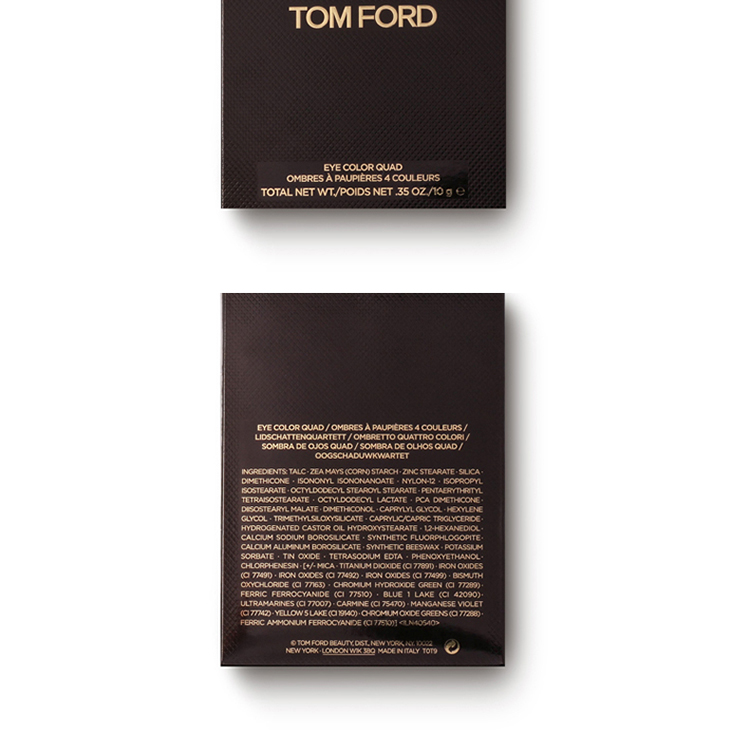 TOM FORD
EYE COLOR QUAD
OMBRES À PAUPIÈRES 4 COULEURS
TOTAL NET WT./POIDS NET .35 OZ./10 g ℮
EYE COLOR QUAD / OMBRES À PAUPIÈRES 4 COULEURS /
LIDSCHATTENQUARTETT / OMBRETTO QUATTRO COLORI /
SOMBRA DE OJOS QUAD / SOMBRA DE OLHOS QUAD /
OOGSCHADUWKWARTET
INGREDIENTS: TALC · ZEA MAYS (CORN) STARCH · ZINC STEARATE · SILICA ·
DIMETHICONE · ISONONYL ISONONANOATE · NYLON-12 · ISOPROPYL
ISOSTEARATE · OCTYLDODECYL STEAROYL STEARATE · PENTAERYTHRITYL
TETRAISOSTEARATE · OCTYLDODECYL LACTATE · PCA DIMETHICONE ·
DIISOSTEARYL MALATE · DIMETHICONOL · CAPRYLYL GLYCOL · HEXYLENE
GLYCOL · TRIMETHYLSILOXYSILICATE · CAPRYLIC/CAPRIC TRIGLYCERIDE ·
HYDROGENATED CASTOR OIL HYDROXYSTEARATE · 1,2-HEXANEDIOL ·
CALCIUM SODIUM BOROSILICATE · SYNTHETIC FLUORPHLOGOPITE ·
CALCIUM ALUMINUM BOROSILICATE · SYNTHETIC BEESWAX · POTASSIUM
SORBATE · TIN OXIDE · TETRASODIUM EDTA · PHENOXYETHANOL ·
CHLORPHENESIN · [+/- MICA · TITANIUM DIOXIDE (CI 77891) · IRON OXIDES
(CI 77491) · IRON OXIDES (CI 77492) · IRON OXIDES (CI 77499) · BISMUTH
OXYCHLORIDE (CI 77163) · CHROMIUM HYDROXIDE GREEN (CI 77289) ·
FERRIC FERROCYANIDE (CI 77510) · BLUE 1 LAKE (CI 42090) ·
ULTRAMARINES (CI 77007) · CARMINE (CI 75470) · MANGANESE VIOLET
(CI 77742) · YELLOW 5 LAKE (CI 19140) · CHROMIUM OXIDE GREENS (CI 77288) ·
FERRIC AMMONIUM FERROCYANIDE (CI 77510)] <ILN40540>
© TOM FORD BEAUTY, DIST., NEW YORK, N.Y. 10022
NEW YORK · LONDON W1K 3BQ MADE IN ITALY T0T9